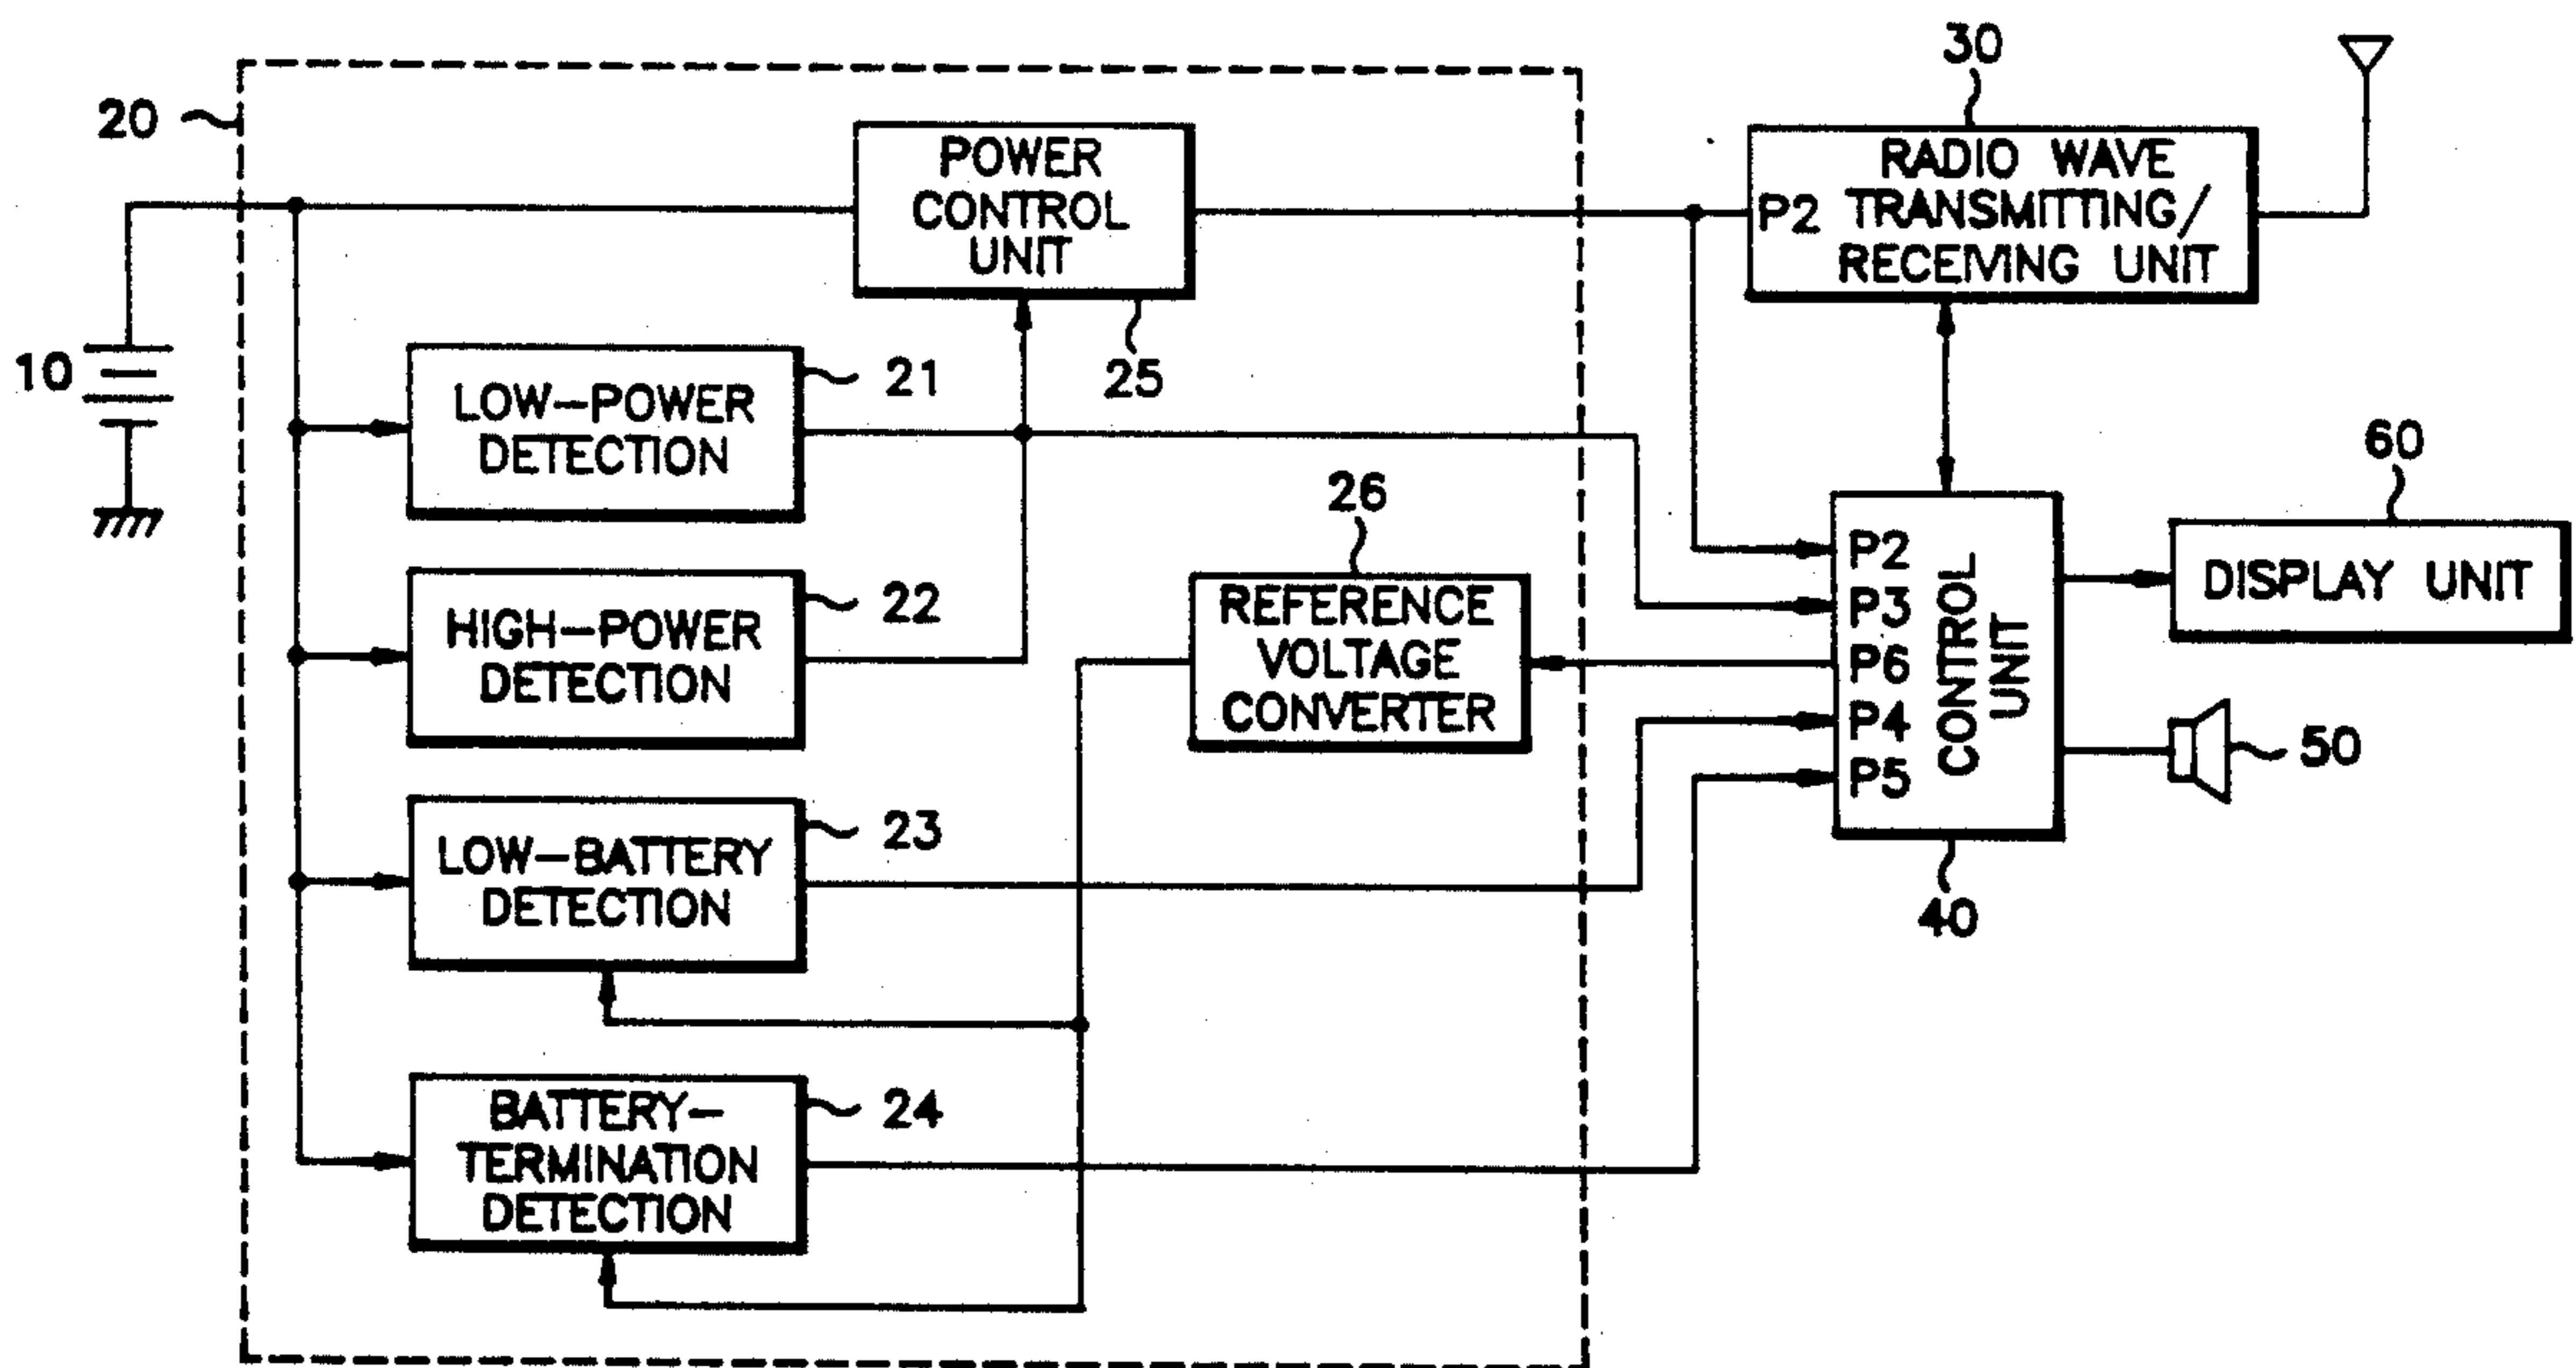 20
POWER
CONTROL
UNIT
25
30
RADIO WAVE
P2 TRANSMITTING/
RECEIVING UNIT
10
LOW-POWER
DETECTION
21
HIGH-POWER
DETECTION
22
26
REFERENCE
VOLTAGE
CONVERTER
P2
P3
P6
P4
P5
CONTROL
UNIT
40
60
DISPLAY UNIT
50
LOW-BATTERY
DETECTION
23
BATTERY-
TERMINATION
DETECTION
24